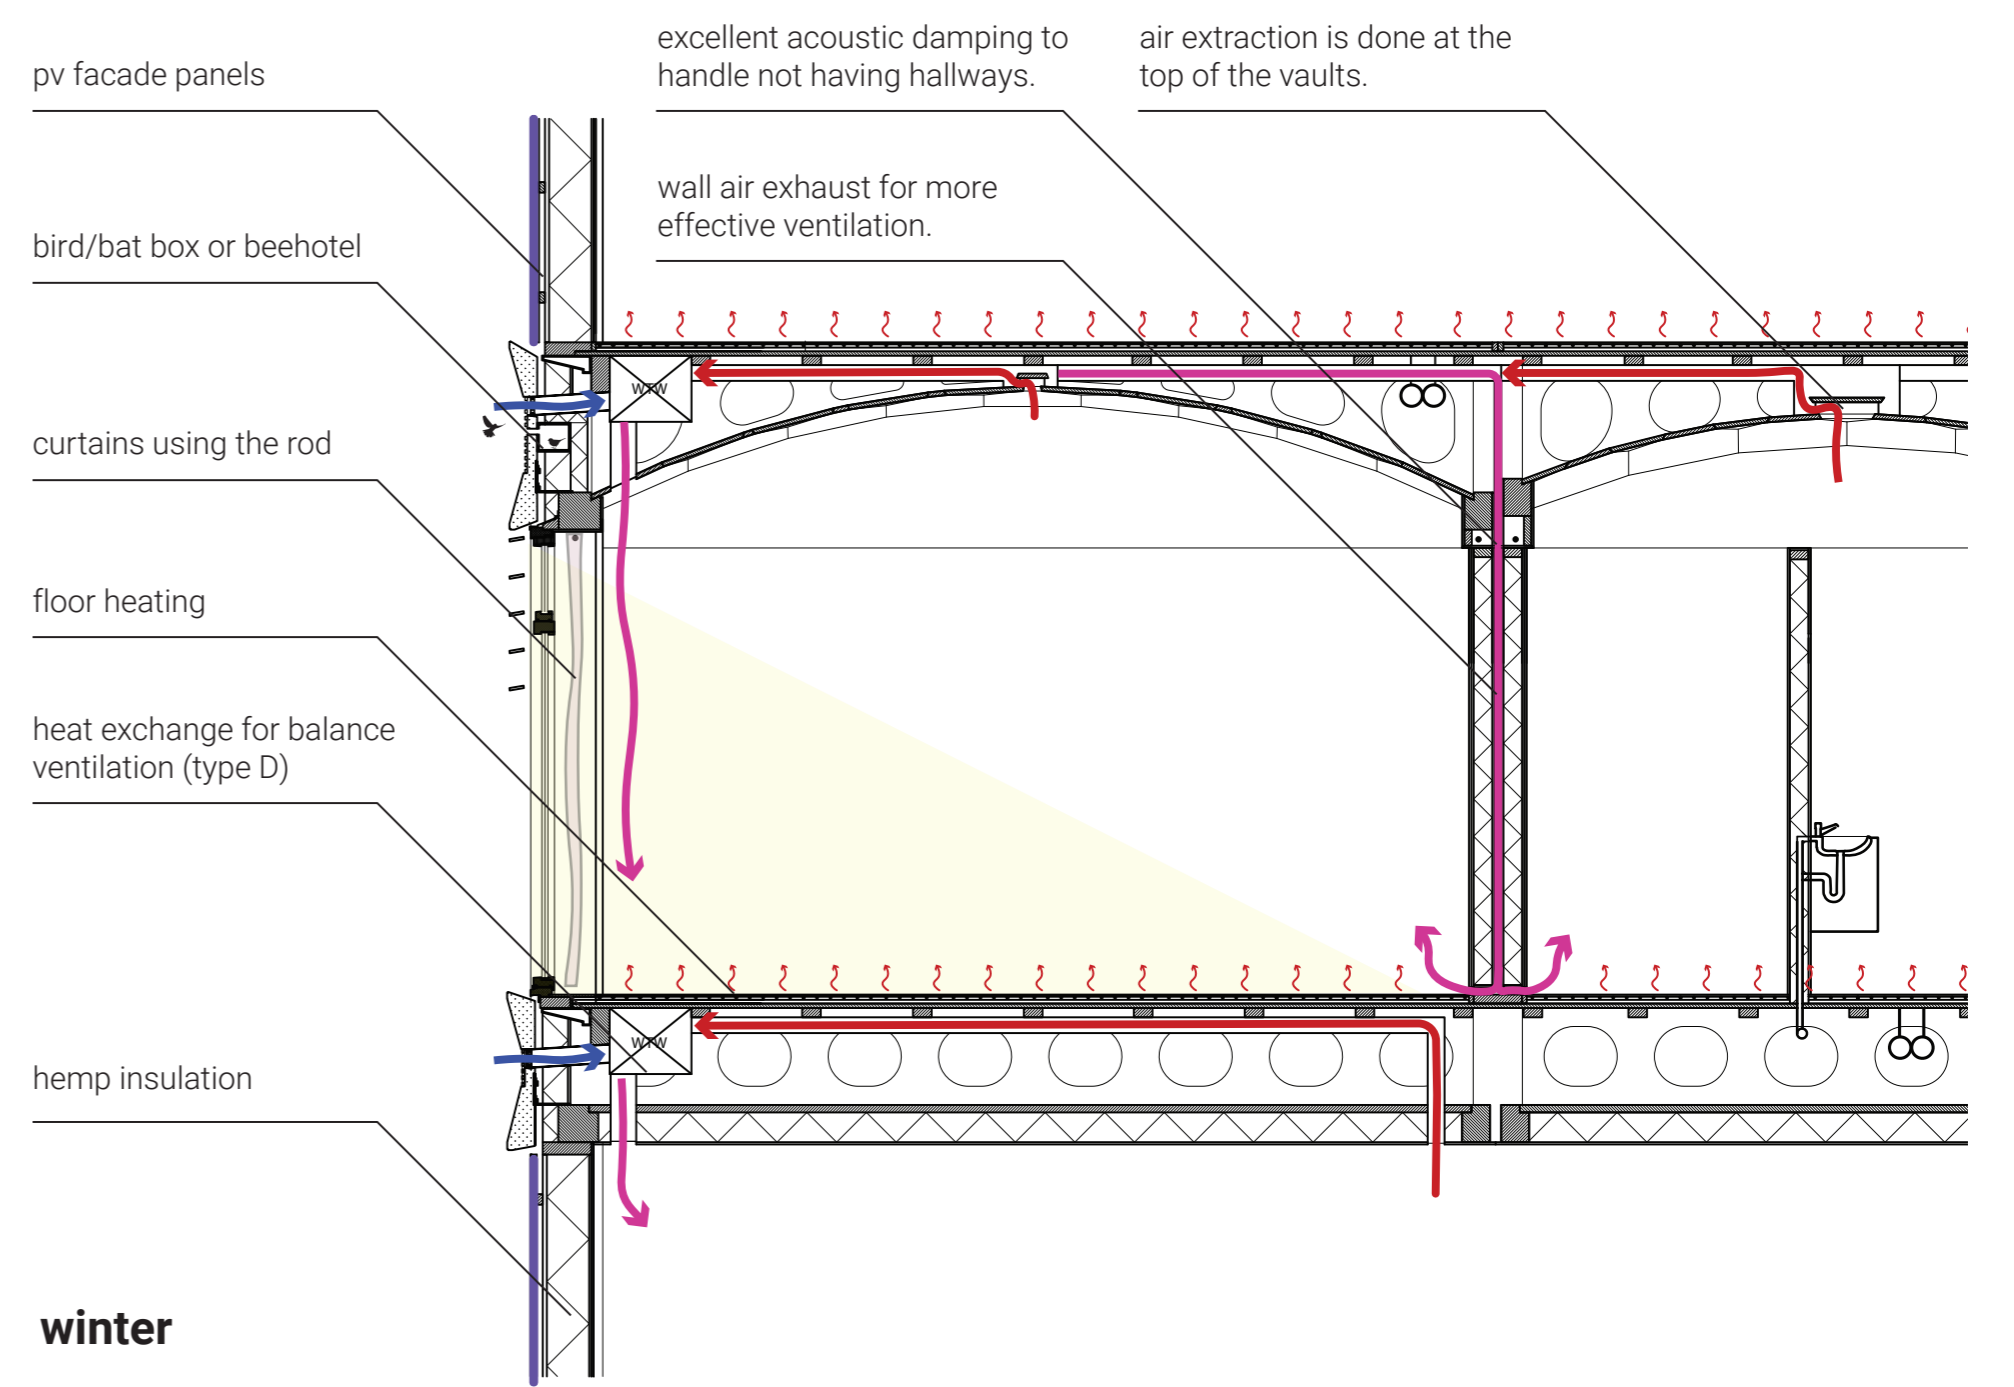 pv facade panels
bird/bat box or beehotel
curtains using the rod
floor heating
heat exchange for balance
ventilation (type D)
hemp insulation
winter
excellent acoustic damping to
handle not having hallways.
wall air exhaust for more
effective ventilation.
air extraction is done at the
top of the vaults.
WTW
WTW